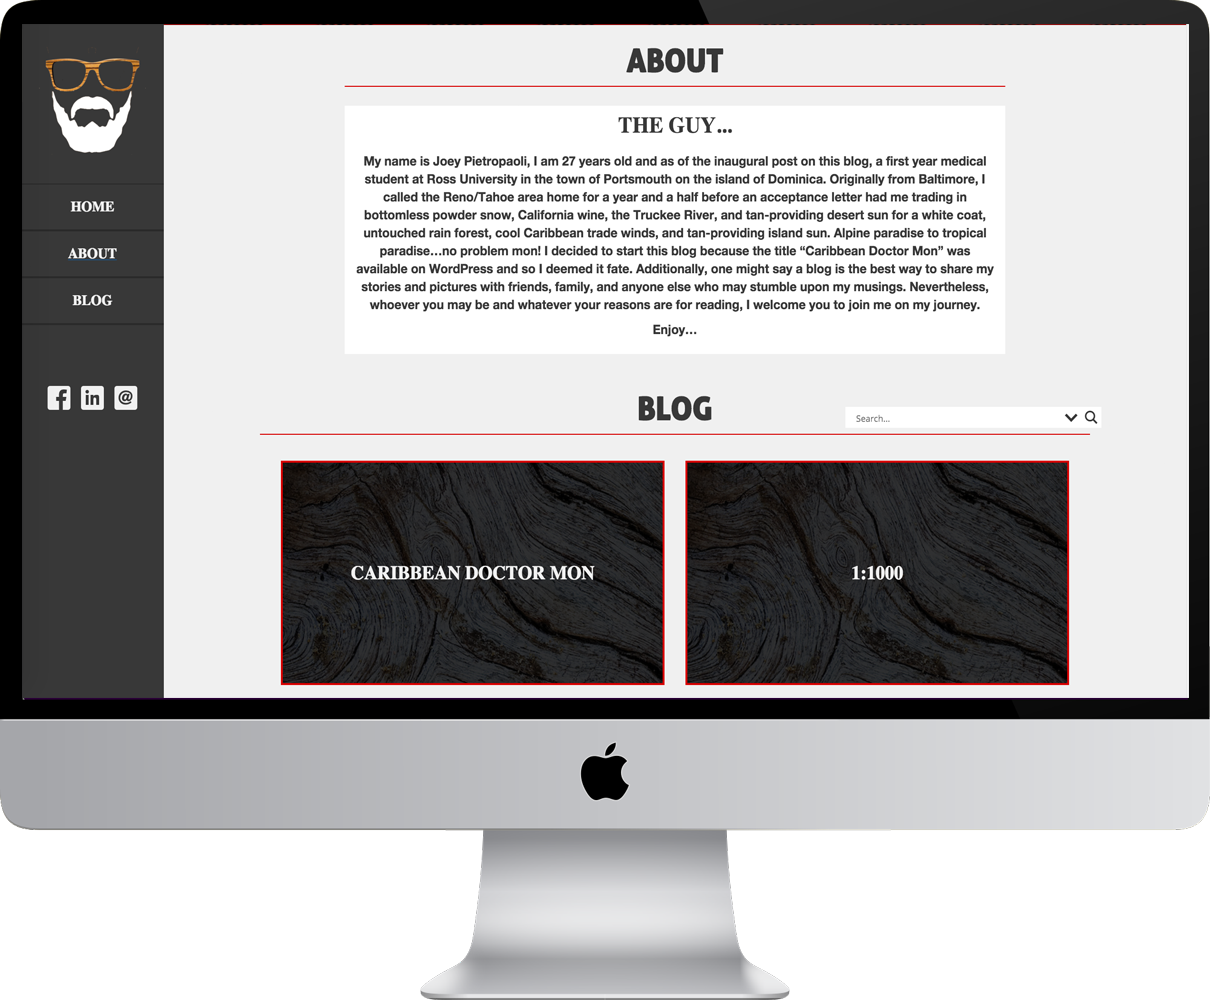 ABOUT
THE GUY...
My name is Joey Pietropaoli, I am 27 years old and as of the inaugural post on this blog, a first year medical
student at Ross University in the town of Portsmouth on the island of Dominica. Originally from Baltimore, I
called the Reno/Tahoe area home for a year and a half before an acceptance letter had me trading in
bottomless powder snow, California wine, the Truckee River, and tan-providing desert sun for a white coat,
untouched rain forest, cool Caribbean trade winds, and tan-providing island sun. Alpine paradise to tropical
paradise…no problem mon! I decided to start this blog because the title “Caribbean Doctor Mon” was
available on WordPress and so I deemed it fate. Additionally, one might say a blog is the best way to share my
stories and pictures with friends, family, and anyone else who may stumble upon my musings. Nevertheless,
whoever you may be and whatever your reasons are for reading, I welcome you to join me on my journey.
Enjoy…
HOME
ABOUT
BLOG
f in @
BLOG
Search...
CARIBBEAN DOCTOR MON
1:1000